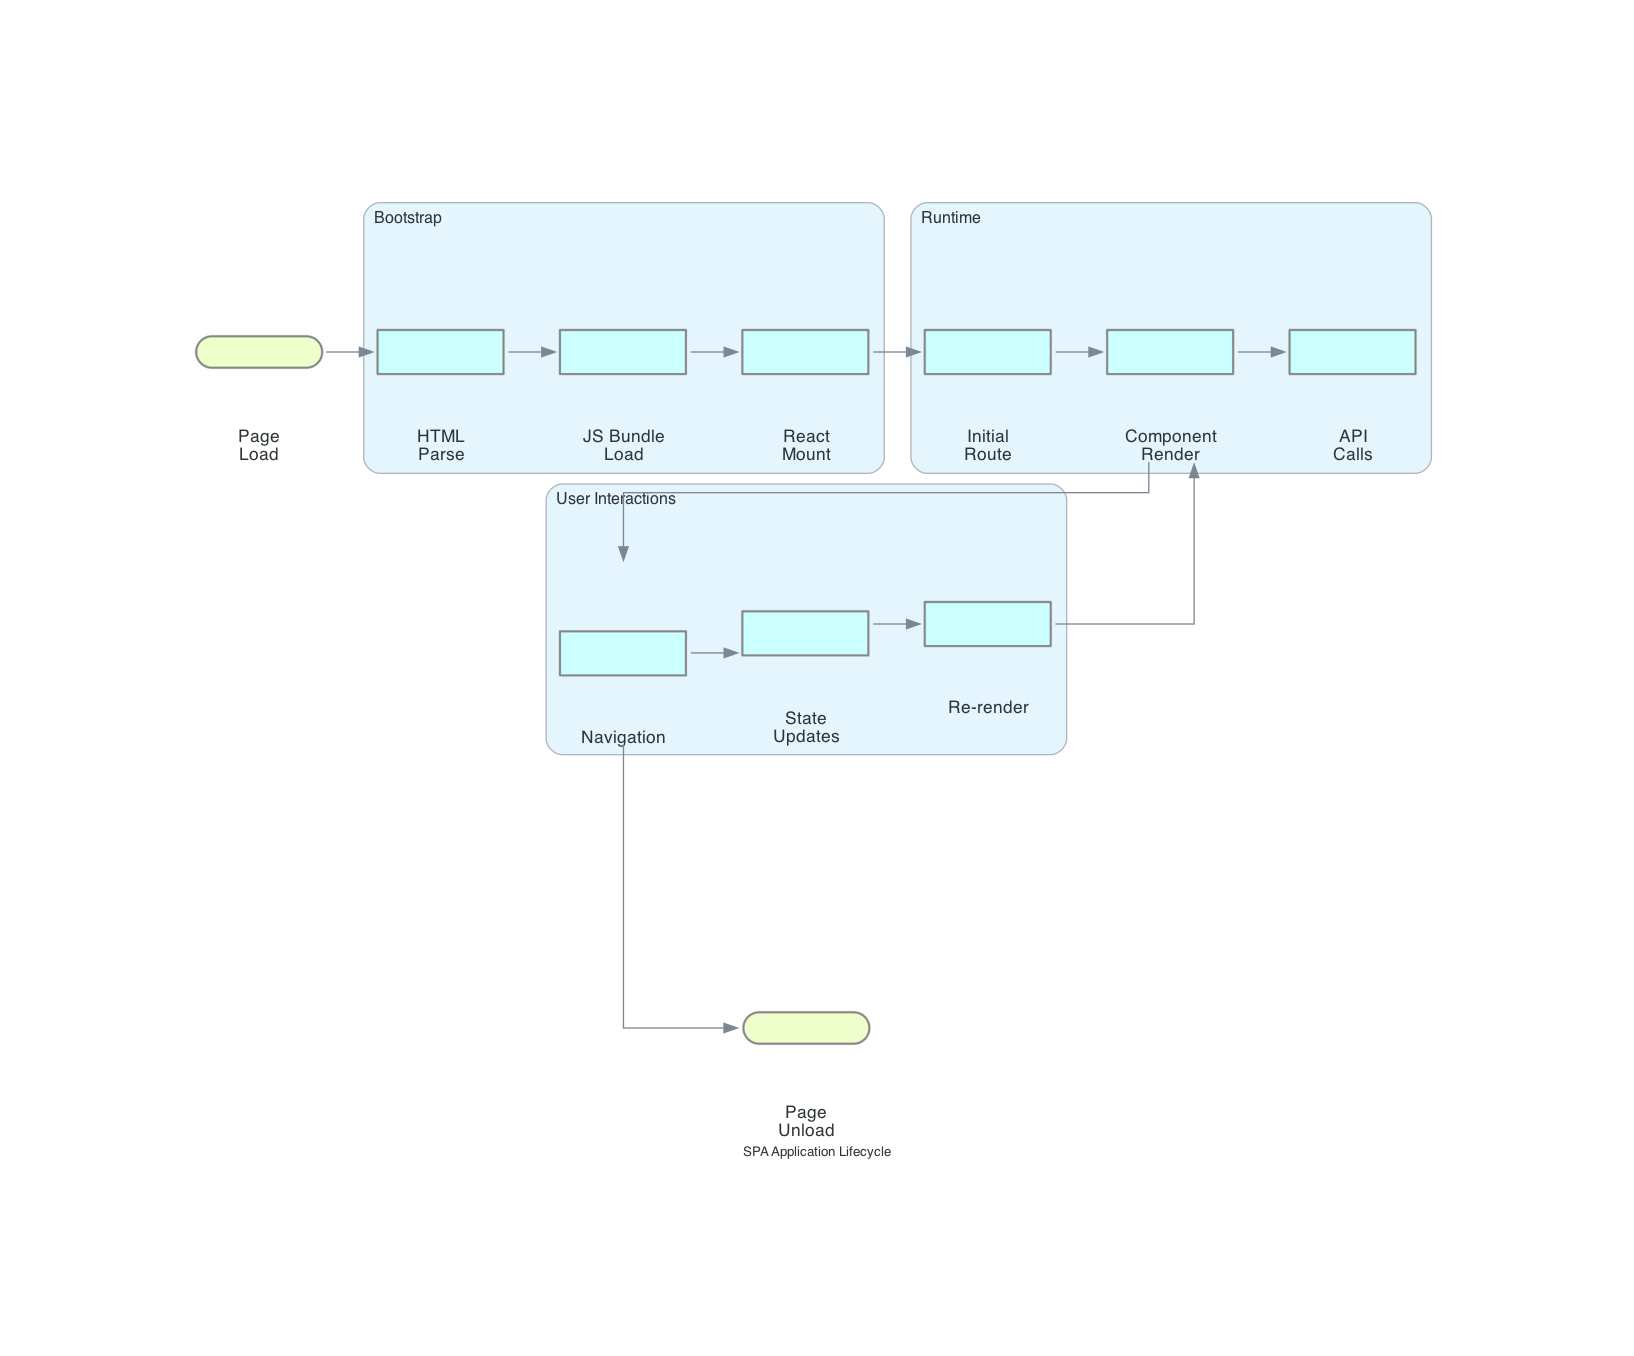 Bootstrap
Runtime
Page
Load
HTML
Parse
JS Bundle
Load
React
Mount
Initial
Route
Component
Render
API
Calls
User Interactions
Navigation
State
Updates
Re-render
Page
Unload
SPA Application Lifecycle